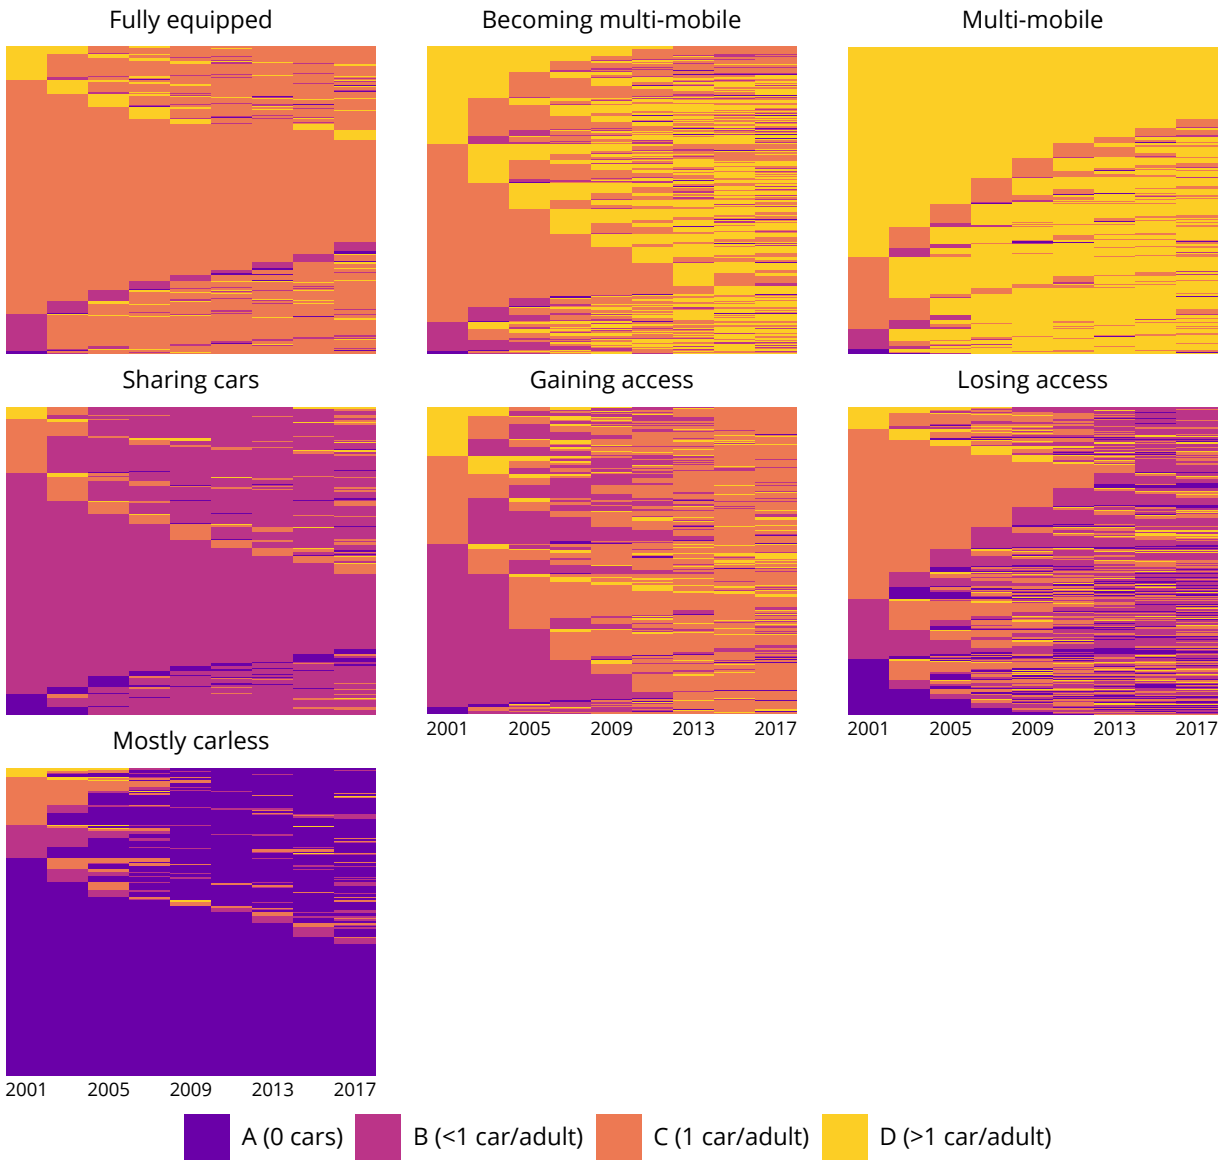 Fully equipped
Becoming multi-mobile
Multi-mobile
Sharing cars
Gaining access
Losing access
2001 2005 2009 2013 2017
2001 2005 2009 2013 2017
Mostly carless
2001 2005 2009 2013 2017
A (0 cars)
B (<1 car/adult)
C (1 car/adult)
D (>1 car/adult)